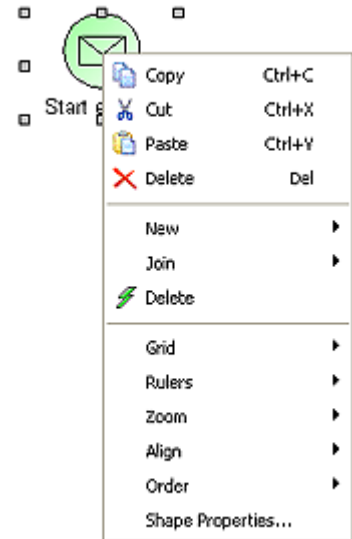 Start
Copy Ctrl+C
Cut Ctrl+X
Paste Ctrl+V
Delete Del
New
Join
Delete
Grid
Rulers
Zoom
Align
Order
Shape Properties...